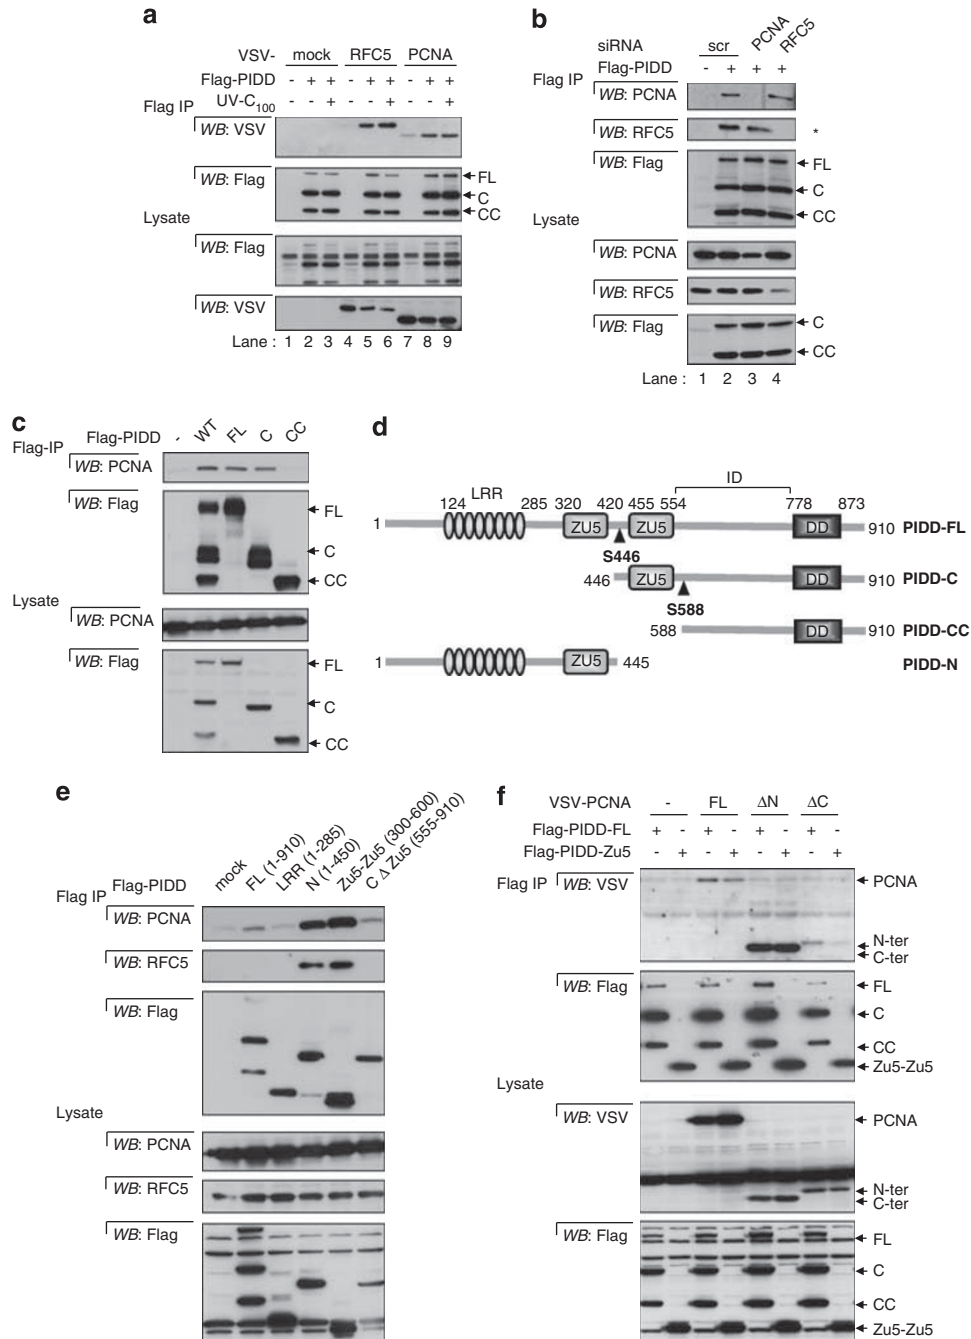 a
VSV- mock RFC5 PCNA
Flag-PIDD - + + - + + - + +
UV-C100 - - + - - + - - +
Flag IP
WB: VSV
WB: Flag
FL
C
CC
Lysate
WB: Flag
WB: VSV
Lane : 1 2 3 4 5 6 7 8 9
b
siRNA scr PCNA RFC5
Flag-PIDD - + + +
Flag IP
WB: PCNA
WB: RFC5 *
WB: Flag
FL
C
CC
Lysate
WB: PCNA
WB: RFC5
WB: Flag
C
CC
Lane : 1 2 3 4
c
Flag-PIDD - WT FL C CC
Flag-IP
WB: PCNA
WB: Flag
FL
C
CC
Lysate
WB: PCNA
WB: Flag
FL
C
CC
d
ID
LRR
124 285 320 420 455 554 778 873
1 ZU5 ZU5 DD 910 PIDD-FL
S446
446 ZU5 DD 910 PIDD-C
S588
588 DD 910 PIDD-CC
1 ZU5 445 PIDD-N
e
Flag-PIDD mock FL (1-910) LRR (1-285) N (1-450) Zu5-Zu5 (300-600) C Δ Zu5 (555-910)
Flag IP
WB: PCNA
WB: RFC5
WB: Flag
Lysate
WB: PCNA
WB: RFC5
WB: Flag
f
VSV-PCNA - FL ΔN ΔC
Flag-PIDD-FL + - + - + - + -
Flag-PIDD-Zu5 - + - + - + - +
Flag IP
WB: VSV
PCNA
N-ter
C-ter
WB: Flag
FL
C
CC
Zu5-Zu5
Lysate
WB: VSV
PCNA
N-ter
C-ter
WB: Flag
FL
C
CC
Zu5-Zu5